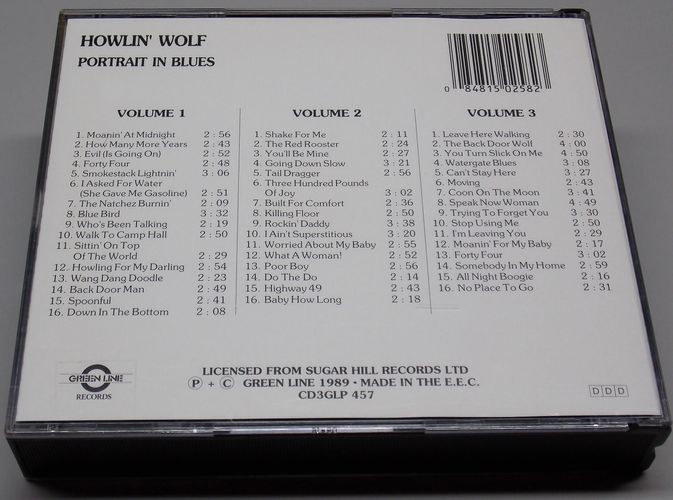 HOWLIN' WOLF
PORTRAIT IN BLUES
0 84815 02582
VOLUME 1
1. Moanin' At Midnight 2 : 56
2. How Many More Years 2 : 43
3. Evil (Is Going On) 2 : 52
4. Forty Four 2 : 48
5. Smokestack Lightnin' 3 : 06
6. I Asked For Water
(She Gave Me Gasoline) 2 : 51
7. The Natchez Burnin' 2 : 09
8. Blue Bird 3 : 32
9. Who's Been Talking 2 : 19
10. Walk To Camp Hall 2 : 50
11. Sittin' On Top
Of The World 2 : 29
12. Howling For My Darling 2 : 54
13. Wang Dang Doodle 2 : 23
14. Back Door Man 2 : 49
15. Spoonful 2 : 41
16. Down In The Bottom 2 : 08
VOLUME 2
1. Shake For Me 2 : 11
2. The Red Rooster 2 : 24
3. You'll Be Mine 2 : 27
4. Going Down Slow 3 : 21
5. Tail Dragger 2 : 56
6. Three Hundred Pounds
Of Joy 3 : 02
7. Built For Comfort 2 : 36
8. Killing Floor 2 : 50
9. Rockin' Daddy 3 : 38
10. I Ain't Superstitious 3 : 20
11. Worried About My Baby 2 : 55
12. What A Woman! 2 : 52
13. Poor Boy 2 : 56
14. Do The Do 2 : 14
15. Highway 49 2 : 43
16. Baby How Long 2 : 18
VOLUME 3
1. Leave Here Walking 2 : 30
2. The Back Door Wolf 4 : 00
3. You Turn Slick On Me 4 : 50
4. Watergate Blues 3 : 08
5. Can't Stay Here 3 : 27
6. Moving 2 : 43
7. Coon On The Moon 3 : 41
8. Speak Now Woman 4 : 49
9. Trying To Forget You 3 : 30
10. Stop Using Me 2 : 50
11. I'm Leaving You 2 : 29
12. Moanin' For My Baby 2 : 17
13. Forty Four 3 : 02
14. Somebody In My Home 2 : 59
15. All Night Boogie 2 : 16
16. No Place To Go 2 : 31
GREEN LINE
RECORDS
LICENSED FROM SUGAR HILL RECORDS LTD
Ⓟ + Ⓒ GREEN LINE 1989 • MADE IN THE E.E.C.
CD3GLP 457
DDD